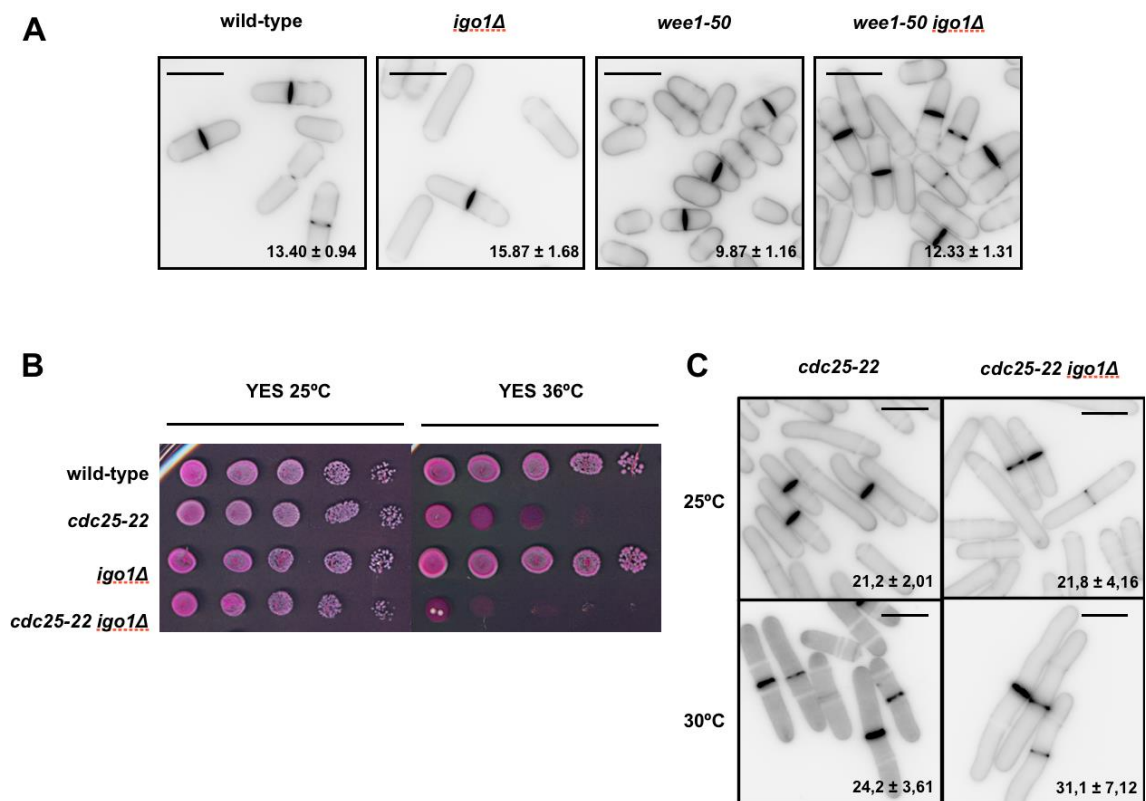 A
wild-type
igo1Δ
wee1-50
wee1-50 igo1Δ
13.40 ± 0.94
15.87 ± 1.68
9.87 ± 1.16
12.33 ± 1.31
B
YES 25ºC
YES 36ºC
wild-type
cdc25-22
igo1Δ
cdc25-22 igo1Δ
C
cdc25-22
cdc25-22 igo1Δ
25ºC
21,2 ± 2,01
21,8 ± 4,16
30ºC
24,2 ± 3,61
31,1 ± 7,12